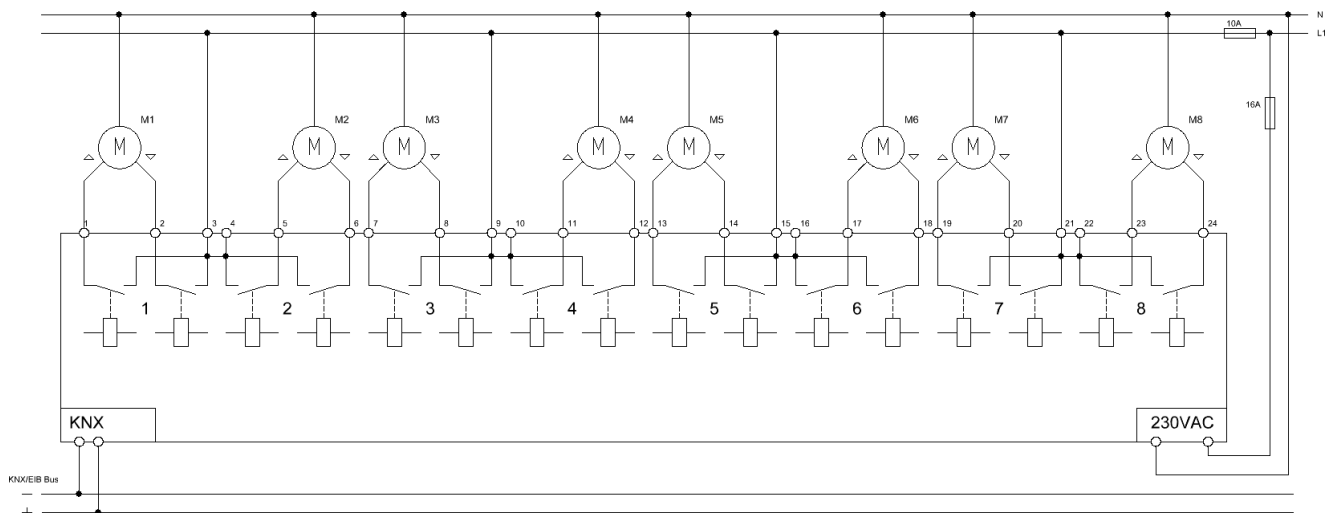 N
10A
L1
16A
M1 M2 M3 M4 M5 M6 M7 M8
M M M M M M M M
1 2 3 4 5 6 7 8 9 10 11 12 13 14 15 16 17 18 19 20 21 22 23 24
1 2 3 4 5 6 7 8
KNX 230VAC
KNX/EIB Bus
−
+